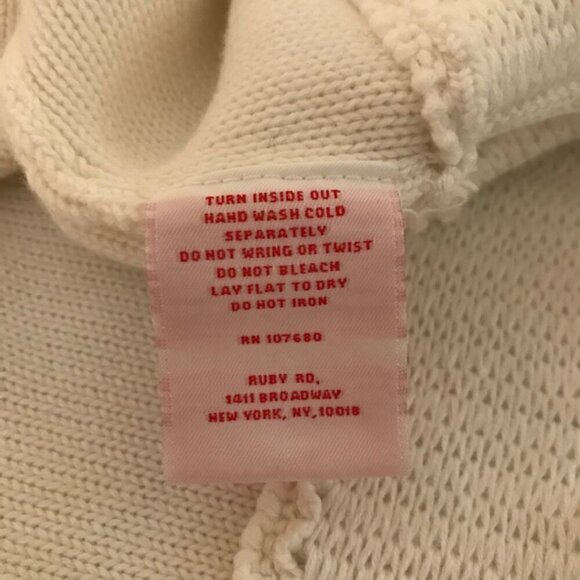 TURN INSIDE OUT
HAND WASH COLD
SEPARATELY
DO NOT WRING OR TWIST
DO NOT BLEACH
LAY FLAT TO DRY
DO NOT IRON
RN 107680
RUBY RD.
1411 BROADWAY
NEW YORK, NY,10018